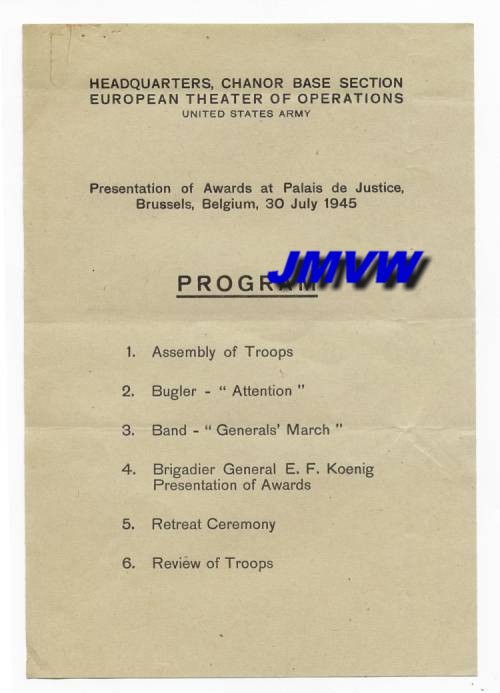 HEADQUARTERS, CHANOR BASE SECTION
EUROPEAN THEATER OF OPERATIONS
UNITED STATES ARMY
Presentation of Awards at Palais de Justice,
Brussels, Belgium, 30 July 1945
JMVW
PROGRAM
1. Assembly of Troops
2. Bugler - “ Attention ”
3. Band - “ Generals’ March ”
4. Brigadier General E. F. Koenig
Presentation of Awards
5. Retreat Ceremony
6. Review of Troops